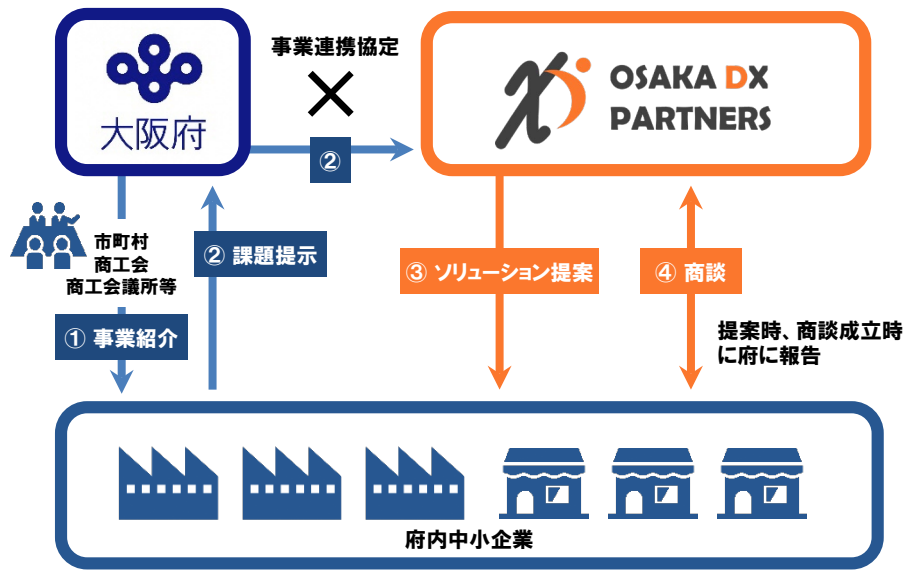 事業連携協定
大阪府
OSAKA DX
PARTNERS
②
市町村
商工会
商工会議所等
② 課題提示
③ ソリューション提案
④ 商談
① 事業紹介
提案時、商談成立時
に府に報告
府内中小企業